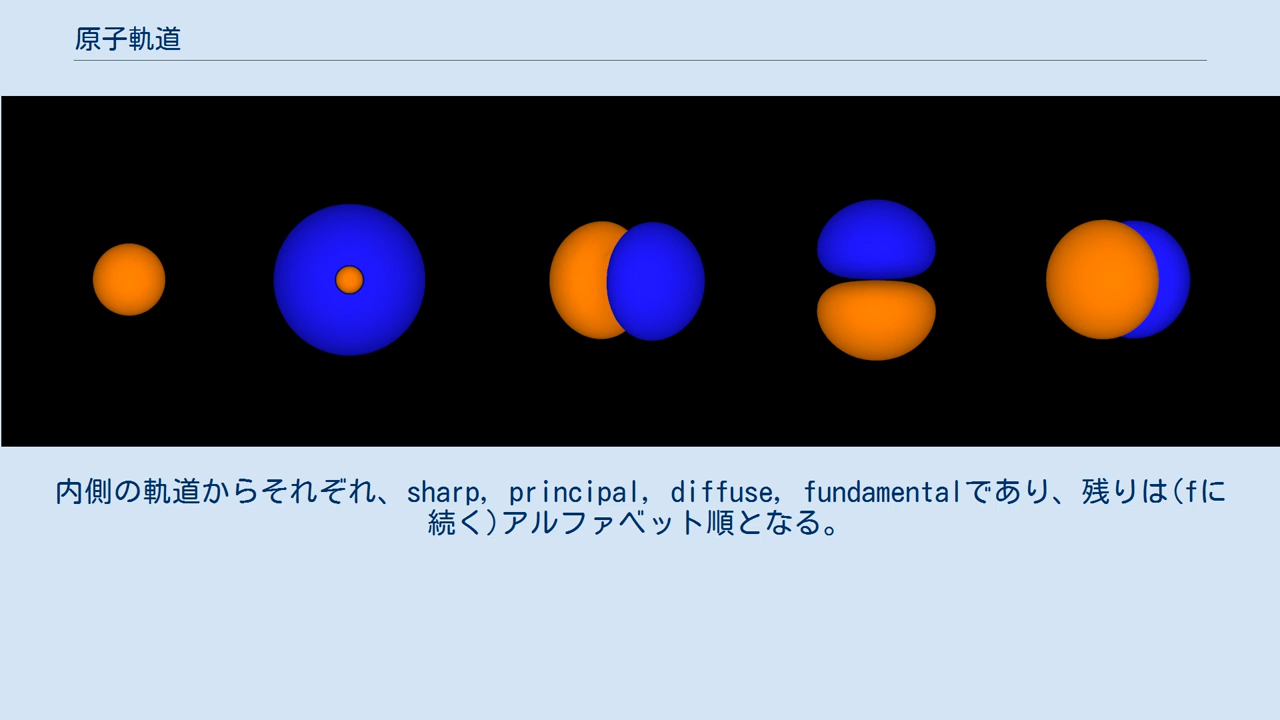 原子軌道
内側の軌道からそれぞれ、sharp, principal, diffuse, fundamentalであり、残りは(fに
続く)アルファベット順となる。